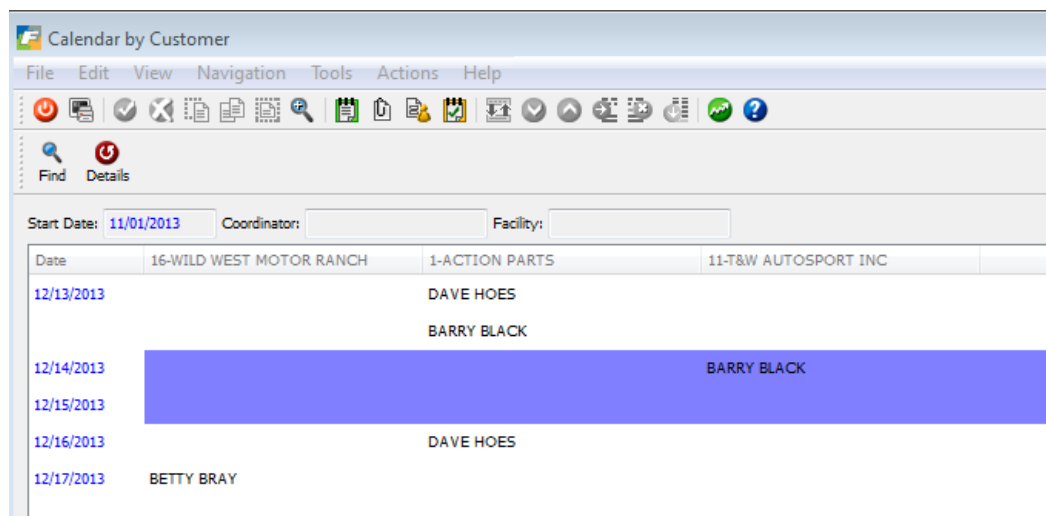 Calendar by Customer
File Edit View Navigation Tools Actions Help
Find Details
Start Date: 11/01/2013 Coordinator: Facility:
Date 16-WILD WEST MOTOR RANCH 1-ACTION PARTS 11-T&W AUTOSPORT INC
12/13/2013 DAVE HOES
BARRY BLACK
12/14/2013 BARRY BLACK
12/15/2013
12/16/2013 DAVE HOES
12/17/2013 BETTY BRAY